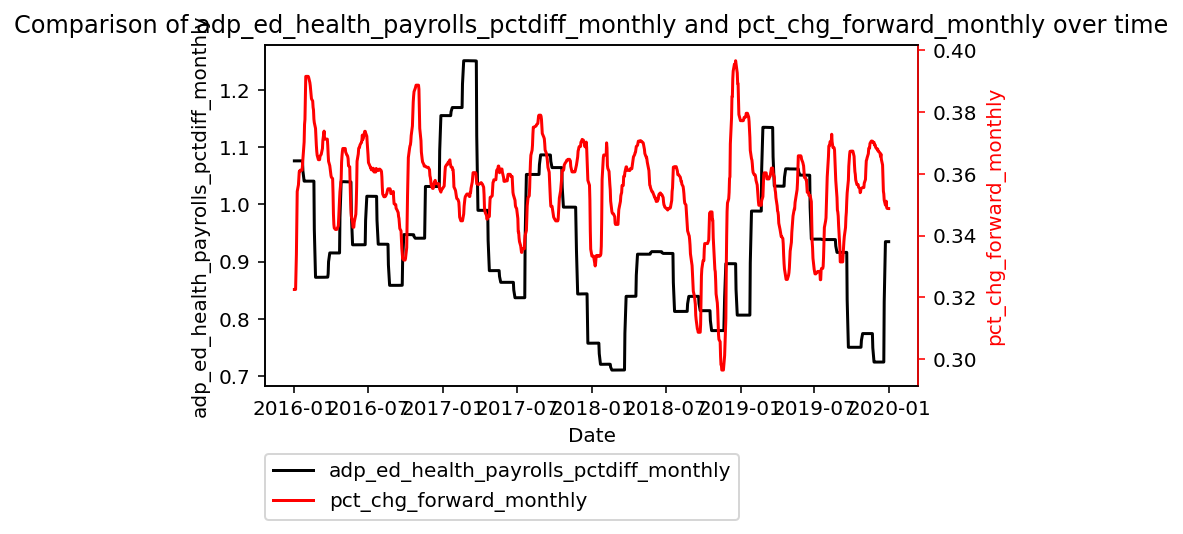 Comparison of adp_ed_health_payrolls_pctdiff_monthly and pct_chg_forward_monthly over time
adp_ed_health_payrolls_pctdiff_monthly
1.2
1.1
1.0
0.9
0.8
0.7
0.40
0.38
0.36
0.34
0.32
0.30
pct_chg_forward_monthly
2016-01 2016-07 2017-01 2017-07 2018-01 2018-07 2019-01 2019-07 2020-01
Date
adp_ed_health_payrolls_pctdiff_monthly
pct_chg_forward_monthly